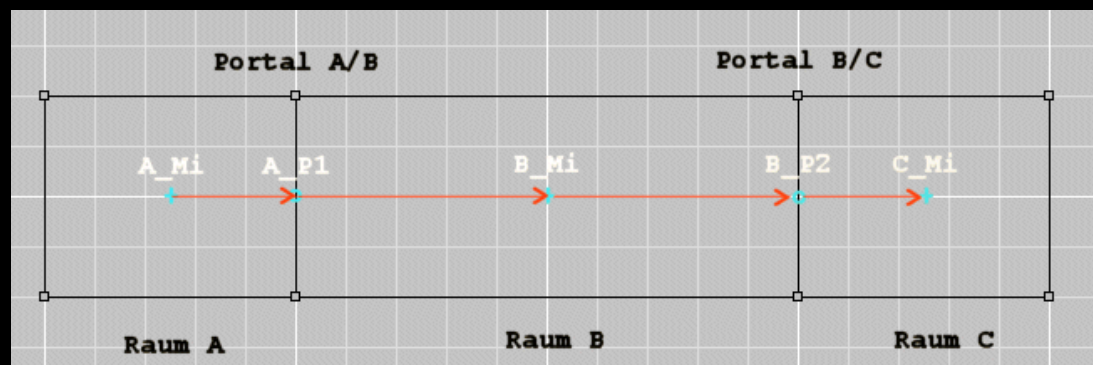 Portal A/B
Portal B/C
A_Mi
A_P1
B_Mi
B_P2
C_Mi
Raum A
Raum B
Raum C